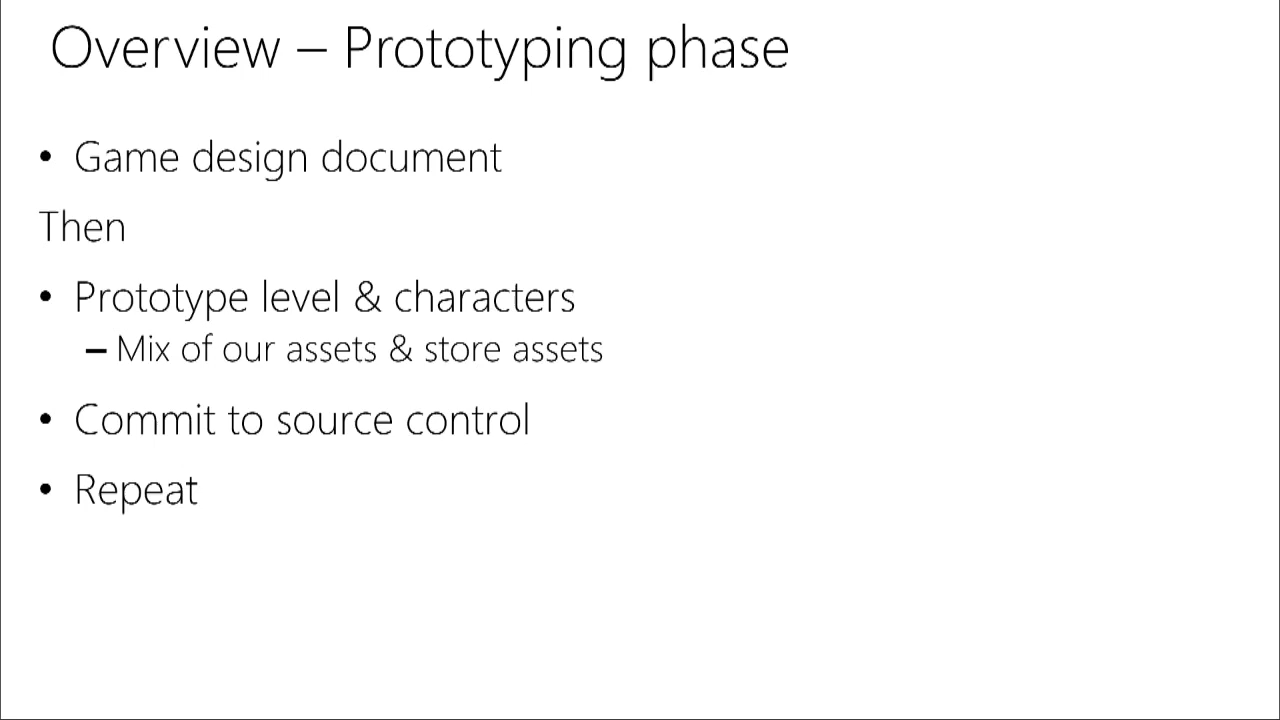 Overview – Prototyping phase
• Game design document
Then
• Prototype level & characters
– Mix of our assets & store assets
• Commit to source control
• Repeat